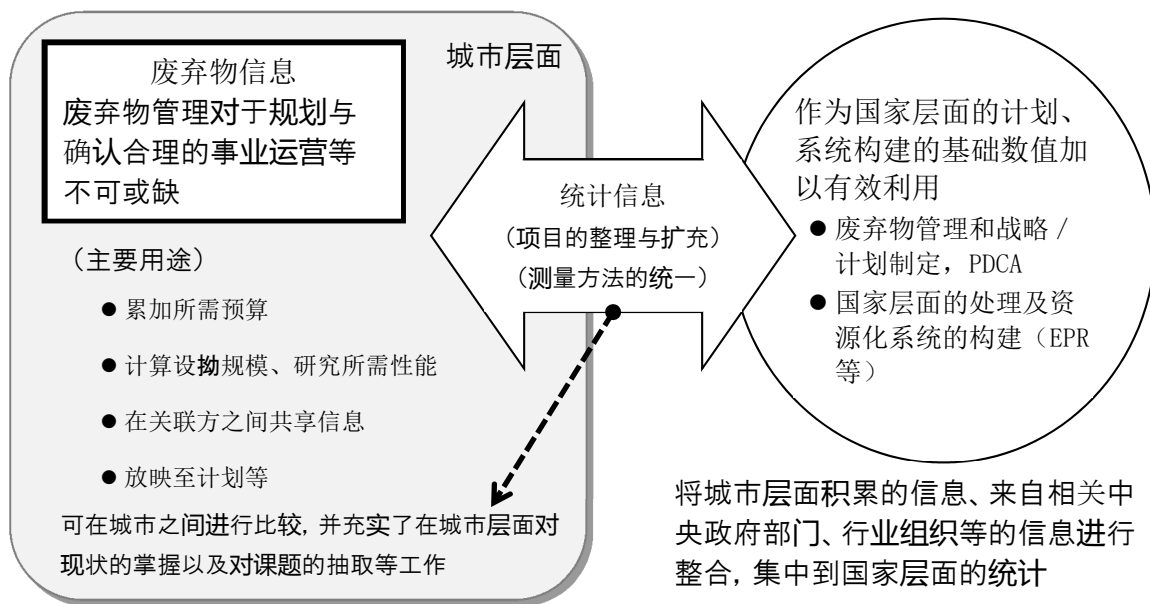 城市层面
废弃物信息
废弃物管理对于规划与
确认合理的事业运营等
不可或缺
（主要用途）
● 累加所需预算
● 计算设拗规模、研究所需性能
● 在关联方之间共享信息
● 放映至计划等
可在城市之间进行比较, 并充实了在城市层面对
现状的掌握以及对课题的抽取等工作
统计信息
（项目的整理与扩充）
（测量方法的统一）
作为国家层面的计划、
系统构建的基础数值加
以有效利用
● 废弃物管理和战略 /
计划制定, PDCA
● 国家层面的处理及资
源化系统的构建（EPR
等）
将城市层面积累的信息、来自相关中
央政府部门、行业组织等的信息进行
整合, 集中到国家层面的统计